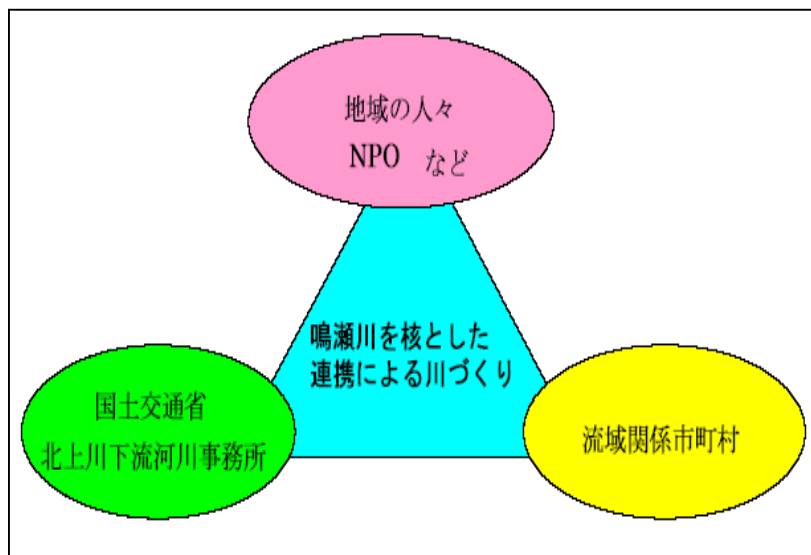 地域の人々
NPO など
鳴瀬川を核とした
連携による川づくり
国土交通省
北上川下流河川事務所
流域関係市町村